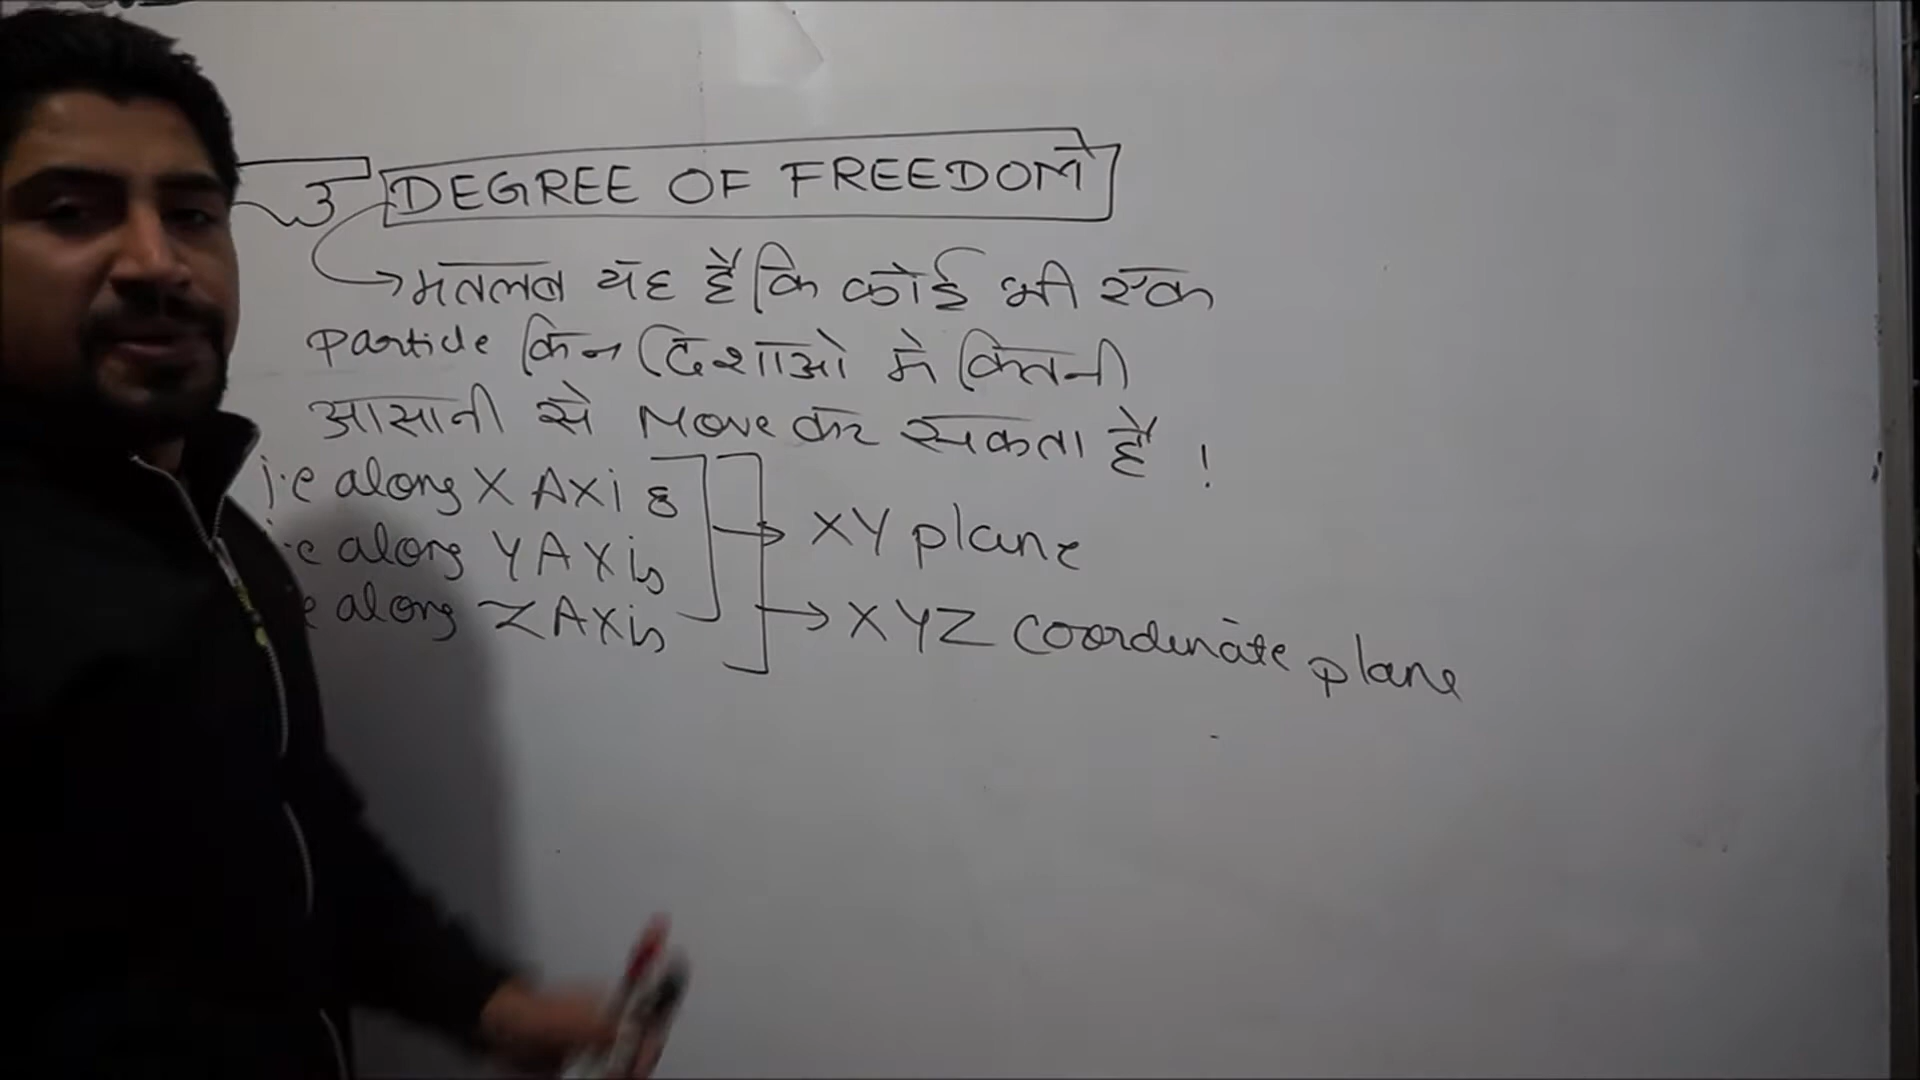 उ DEGREE OF FREEDOM
→ मतलब यह है कि कोई भी एक
particle किन दिशाओ मे कितनी
आसानी से Move कर सकता है !
i.e along X AXis
i.e along Y AXis → XY plane
e along Z AXis → XYZ coordinate plane